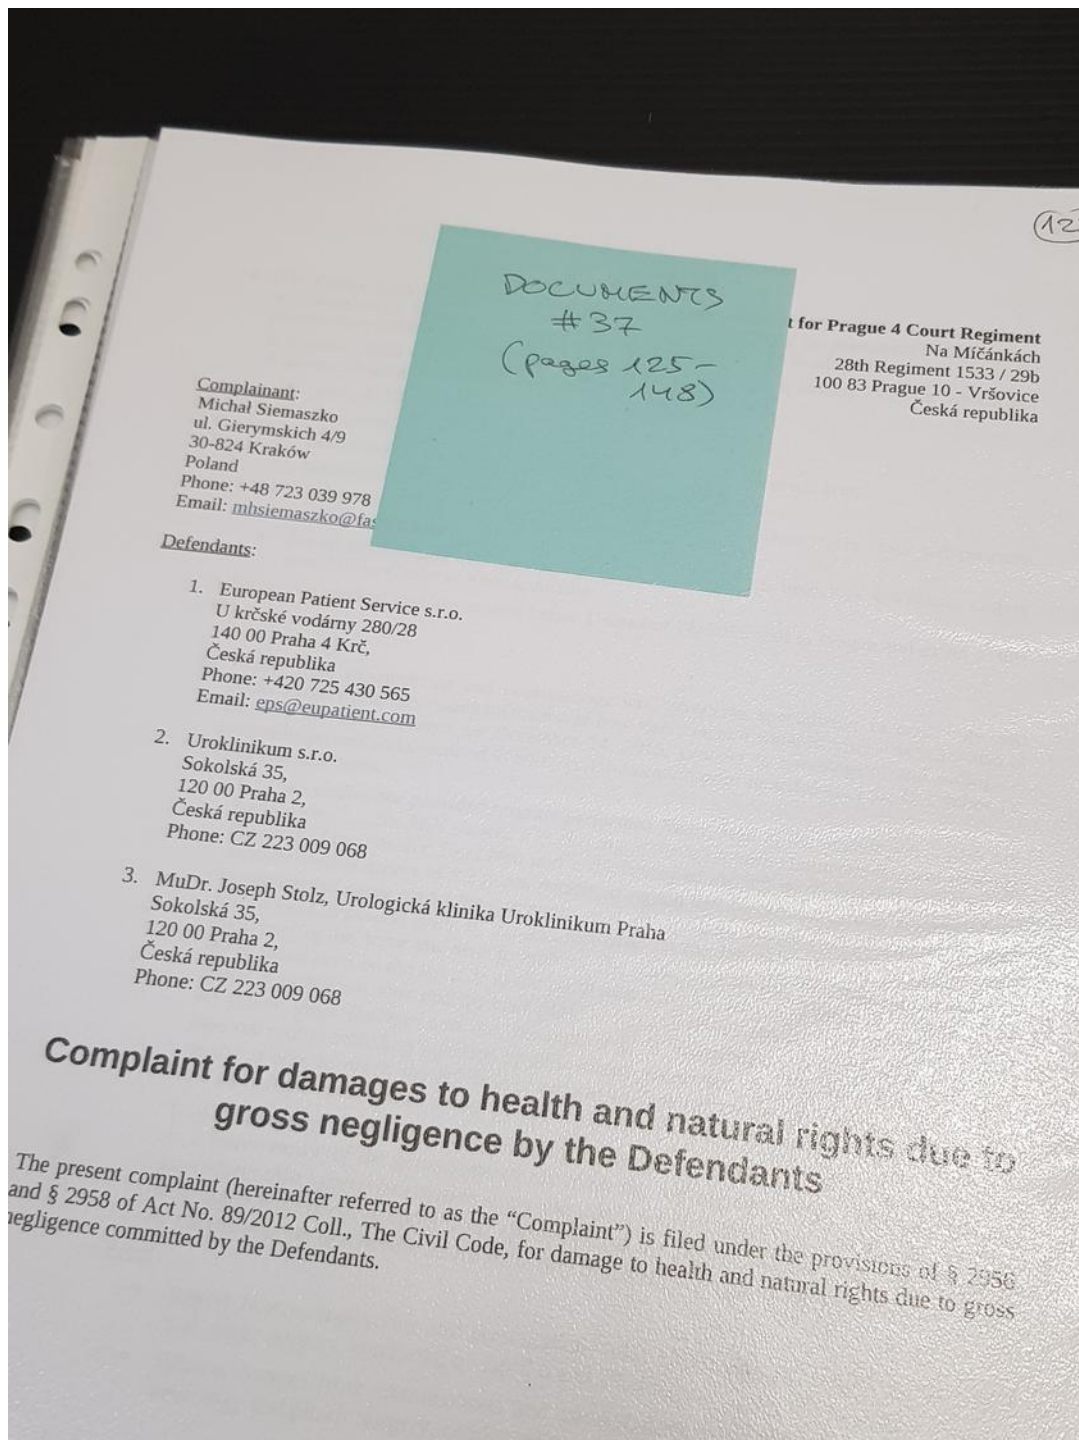 DOCUMENTS
#37
(pages 125-
148)
for Prague 4 Court Regiment
Na Míčánkách
28th Regiment 1533 / 29b
100 83 Prague 10 - Vršovice
Česká republika
Complainant:
Michał Siemaszko
ul. Gierymskich 4/9
30-824 Kraków
Poland
Phone: +48 723 039 978
Email: mhsiemaszko@fas
Defendants:
1. European Patient Service s.r.o.
U krčské vodárny 280/28
140 00 Praha 4 Krč,
Česká republika
Phone: +420 725 430 565
Email: eps@eupatient.com
2. Uroklinikum s.r.o.
Sokolská 35,
120 00 Praha 2,
Česká republika
Phone: CZ 223 009 068
3. MuDr. Joseph Stolz, Urologická klinika Uroklinikum Praha
Sokolská 35,
120 00 Praha 2,
Česká republika
Phone: CZ 223 009 068
Complaint for damages to health and natural rights due to
gross negligence by the Defendants
The present complaint (hereinafter referred to as the “Complaint”) is filed under the provisions of § 2956
and § 2958 of Act No. 89/2012 Coll., The Civil Code, for damage to health and natural rights due to gross
negligence committed by the Defendants.